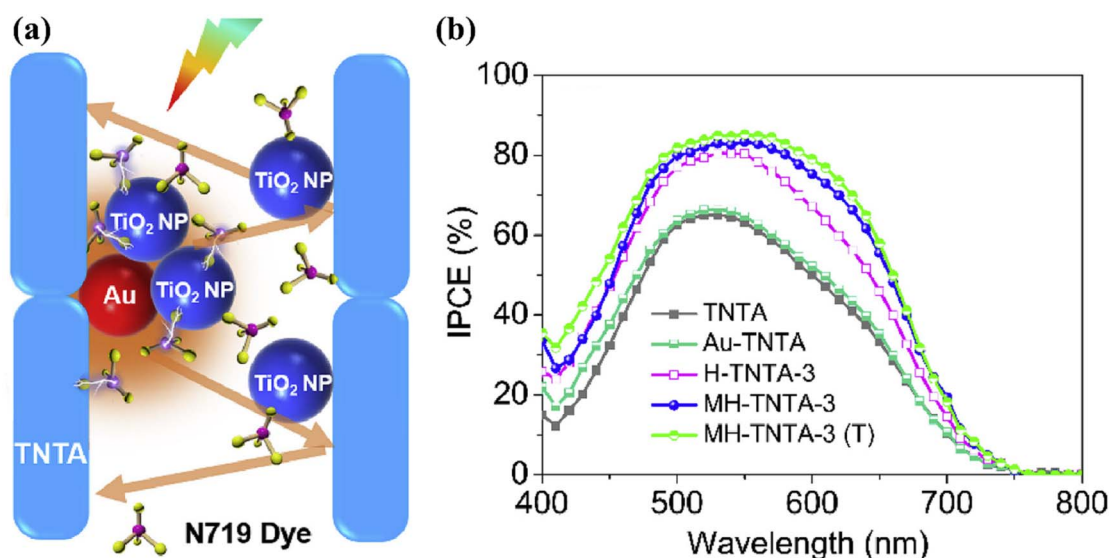 (a)
TiO₂ NP
TiO₂ NP
Au
TiO₂ NP
TiO₂ NP
TNTA
N719 Dye
(b)
IPCE (%)
100
80
60
40
20
0
TNTA
Au-TNTA
H-TNTA-3
MH-TNTA-3
MH-TNTA-3 (T)
400 500 600 700 800
Wavelength (nm)